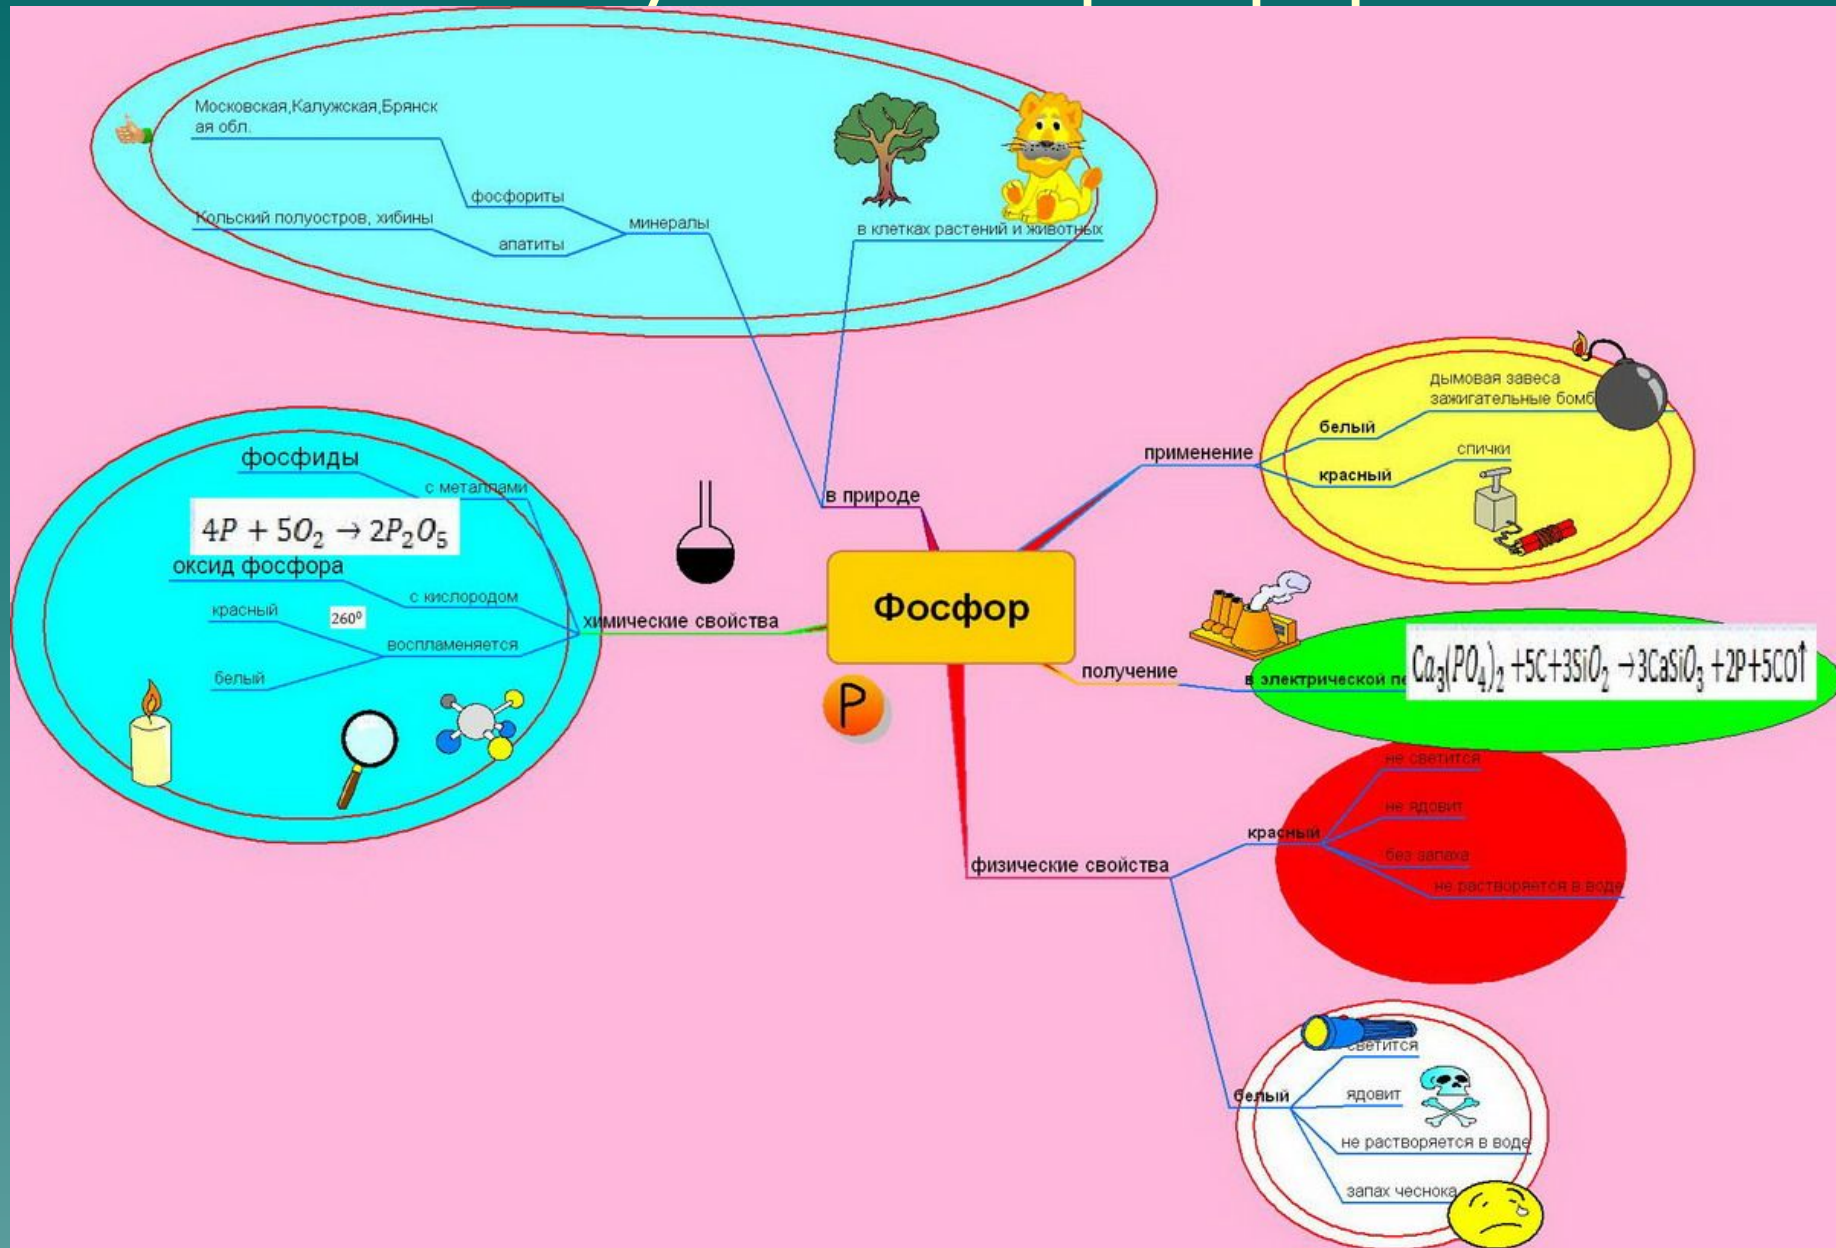 Московская,Калужская,Брянск
ая обл.
фосфориты
Кольский полуостров, хибины
апатиты
минералы
в клетках растений и животных
в природе
дымовая завеса
зажигательные бомб
белый
применение
спички
красный
фосфиды
с металлами
4P + 5O₂ → 2P₂O₅
оксид фосфора
с кислородом
красный
260⁰
воспламеняется
белый
химические свойства
Фосфор
P
получение
в электрической
Ca₃(PO₄)₂ +5C+3SiO₂ →3CaSiO₃ +2P+5CO↑
физические свойства
красный
не светится
не ядовит
без запаха
не растворяется в воде
белый
светится
ядовит
не растворяется в воде
запах чеснока